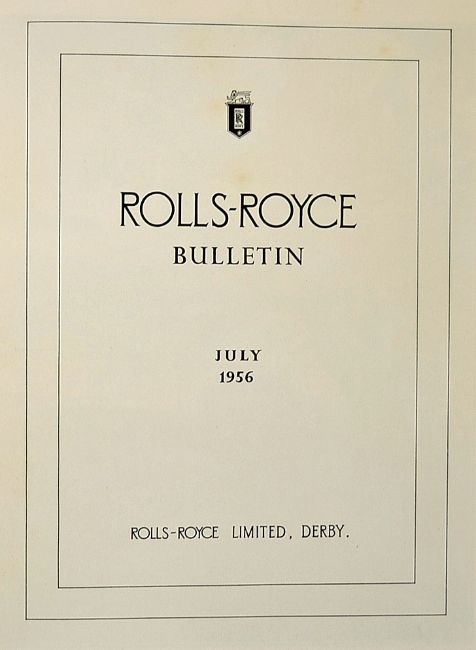 ROLLS-ROYCE
BULLETIN
JULY
1956
ROLLS-ROYCE LIMITED, DERBY.